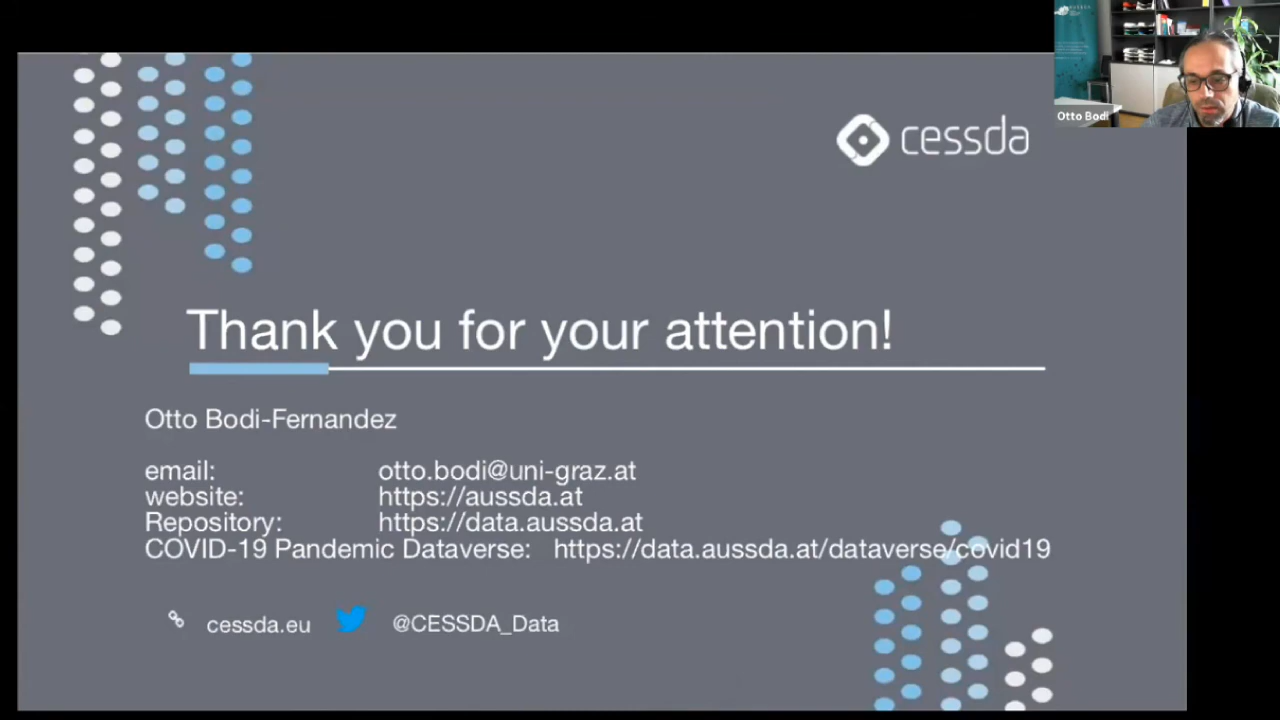 cessda
Otto Bodi
Thank you for your attention!
Otto Bodi-Fernandez
email: otto.bodi@uni-graz.at
website: https://aussda.at
Repository: https://data.aussda.at
COVID-19 Pandemic Dataverse: https://data.aussda.at/dataverse/covid19
cessda.eu @CESSDA_Data